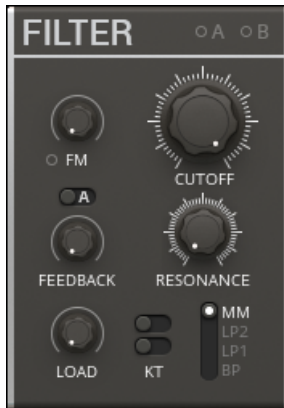 FILTER A B
FM
CUTOFF
A
FEEDBACK
RESONANCE
MM
LP2
LP1
BP
LOAD
KT